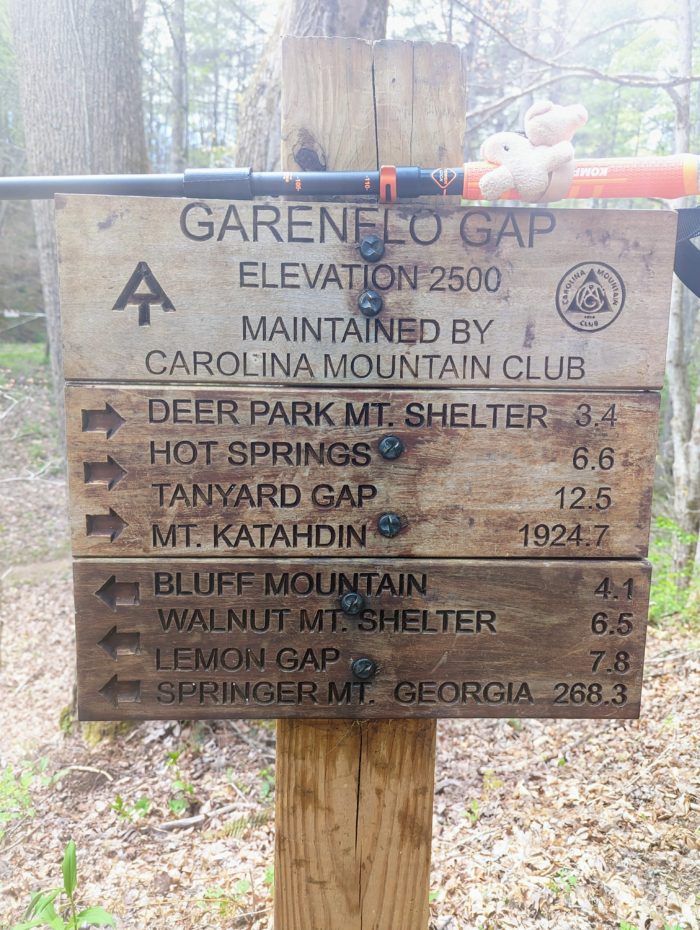 KOMP
GARENFLO GAP
ELEVATION 2500
MAINTAINED BY
CAROLINA MOUNTAIN CLUB
CAROLINA MOUNTAIN
CLUB
DEER PARK MT. SHELTER 3.4
HOT SPRINGS 6.6
TANYARD GAP 12.5
MT. KATAHDIN 1924.7
BLUFF MOUNTAIN 4.1
WALNUT MT. SHELTER 6.5
LEMON GAP 7.8
SPRINGER MT. GEORGIA 268.3